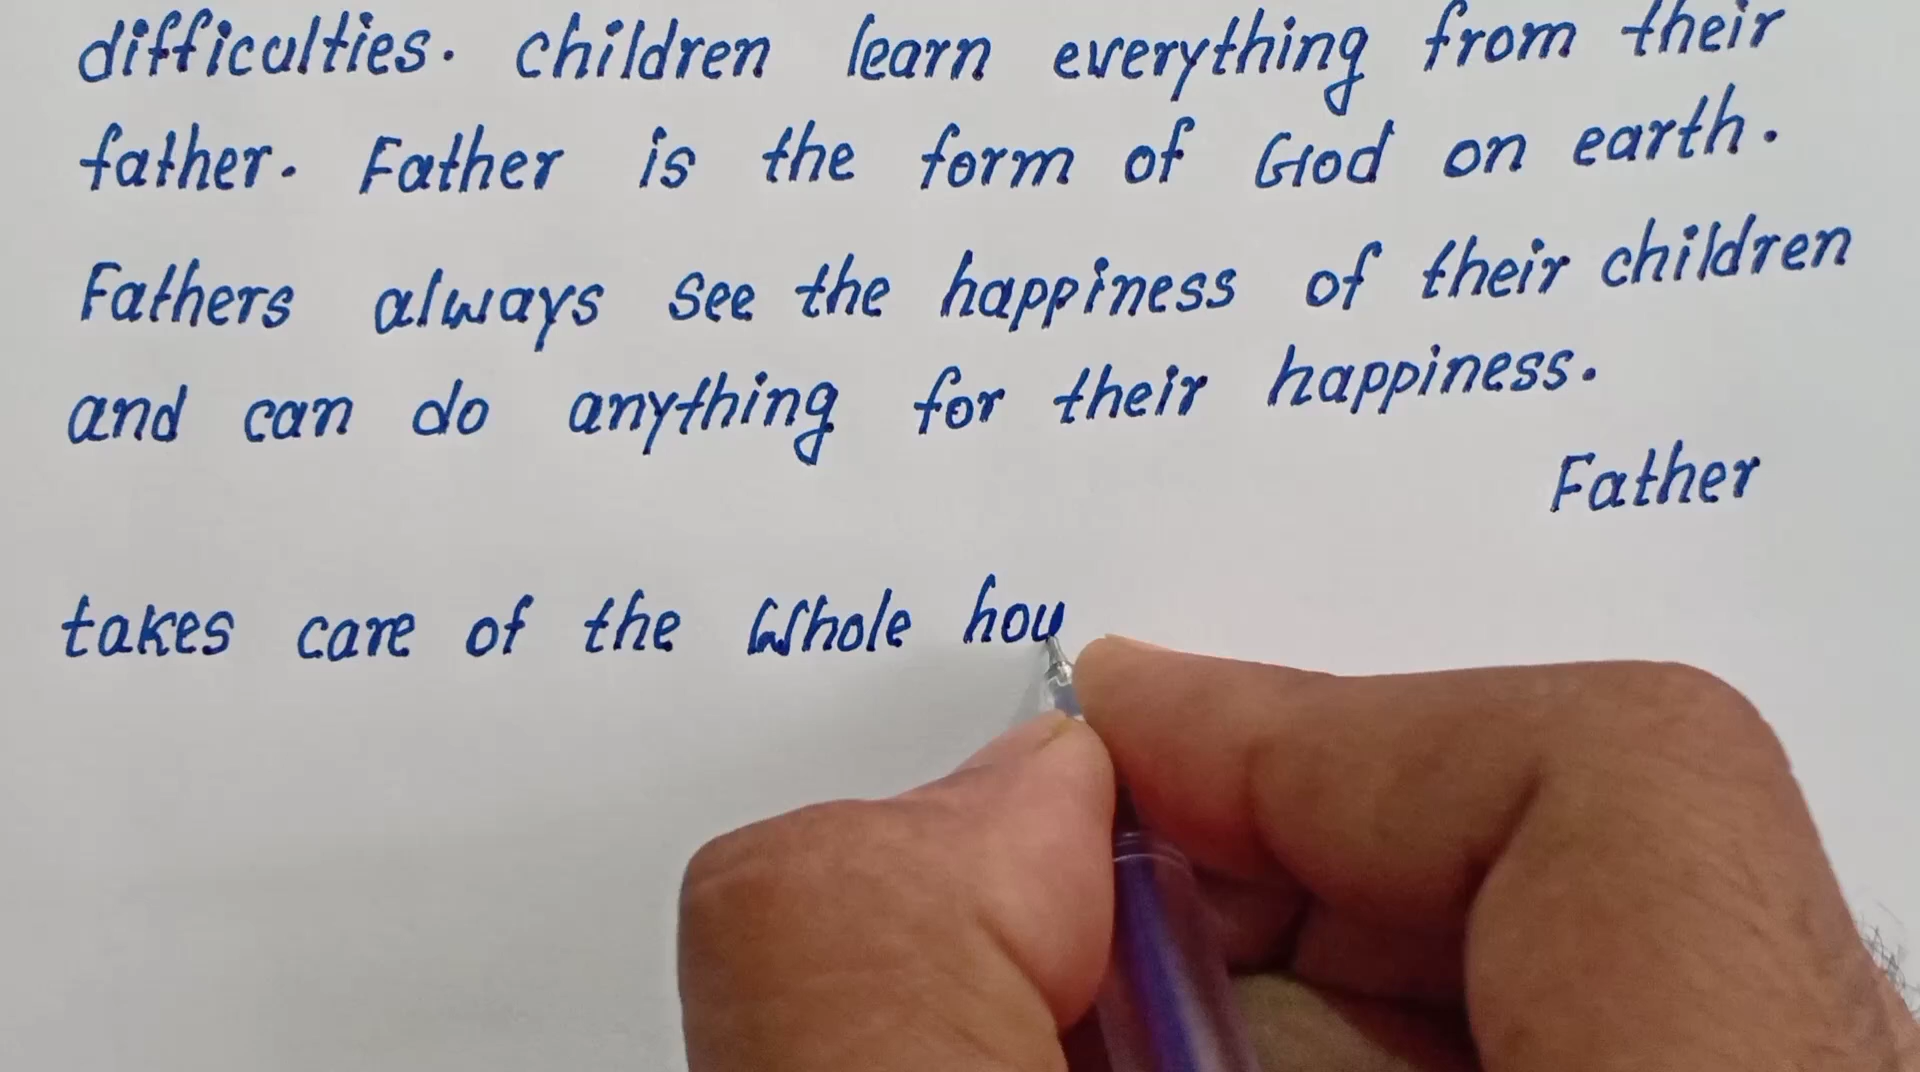 difficulties. children learn everything from their
father. Father is the form of God on earth.
Fathers always see the happiness of their children
and can do anything for their happiness.
Father
takes care of the Whole hou